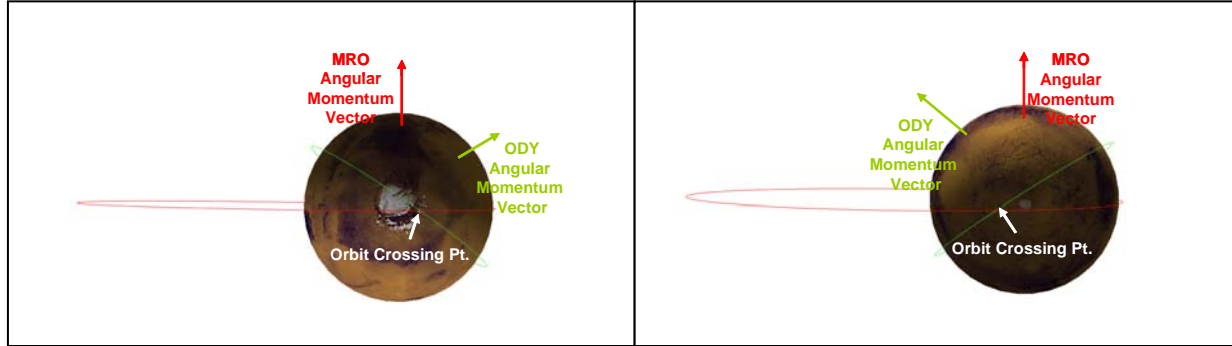 MRO
Angular
Momentum
Vector
ODY
Angular
Momentum
Vector
Orbit Crossing Pt.
MRO
Angular
Momentum
Vector
ODY
Angular
Momentum
Vector
Orbit Crossing Pt.